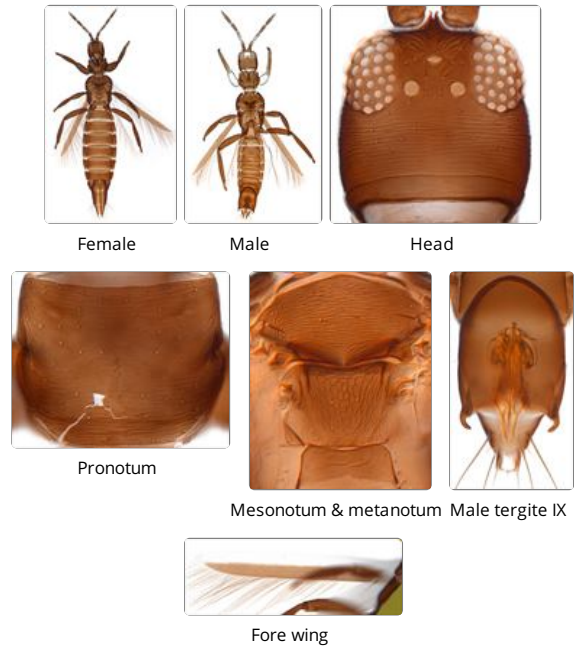 Female
Male
Head
Pronotum
Mesonotum & metanotum
Male tergite IX
Fore wing